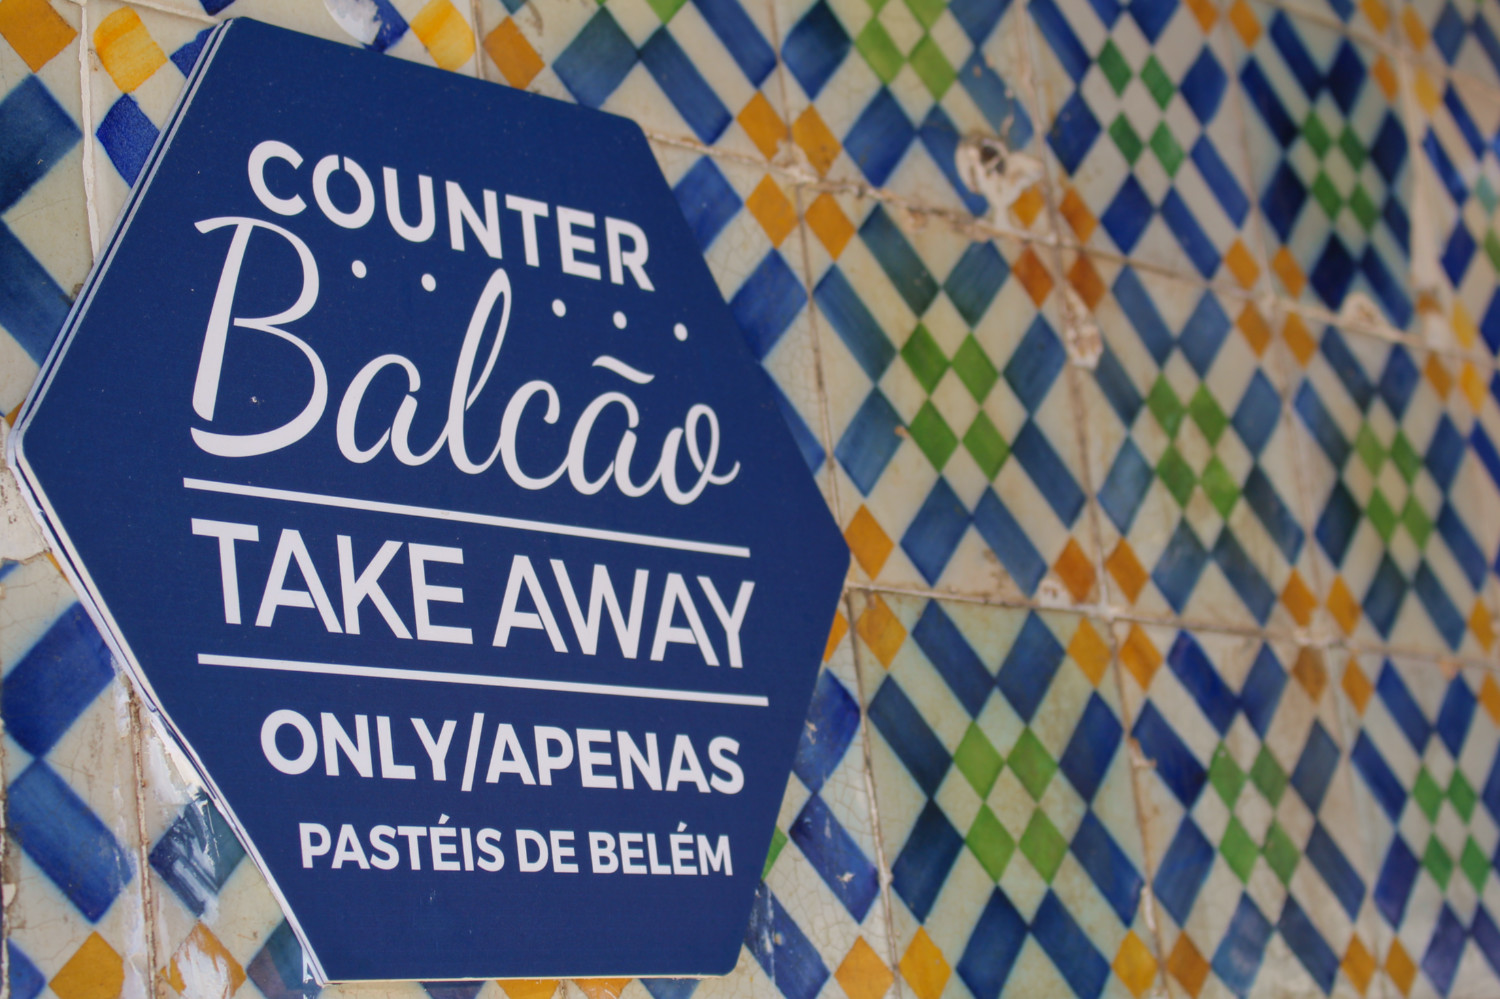 COUNTER
Balcão
TAKE AWAY
ONLY/APENAS
PASTÉIS DE BELÉM